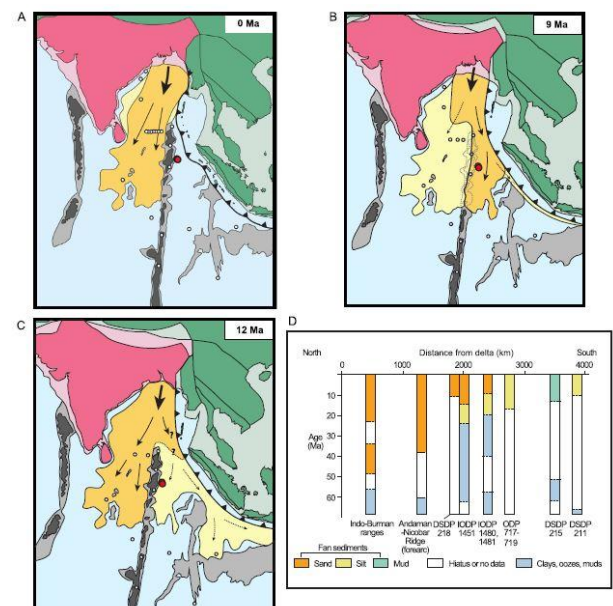 A
0 Ma
B
9 Ma
C
12 Ma
D
North
Distance from delta (km)
South
0
1000
2000
3000
4000
10
20
30
40
50
60
Age
(Ma)
?
?
Indo-Burman
ranges
Andaman
-Nicobar
Ridge
(forearc)
DSDP
218
IODP
1451
IODP
1480,
1481
ODP
717-
719
DSDP
215
DSDP
211
Fan sediments
Sand
Silt
Mud
Hiatus or no data
Clays, oozes, muds